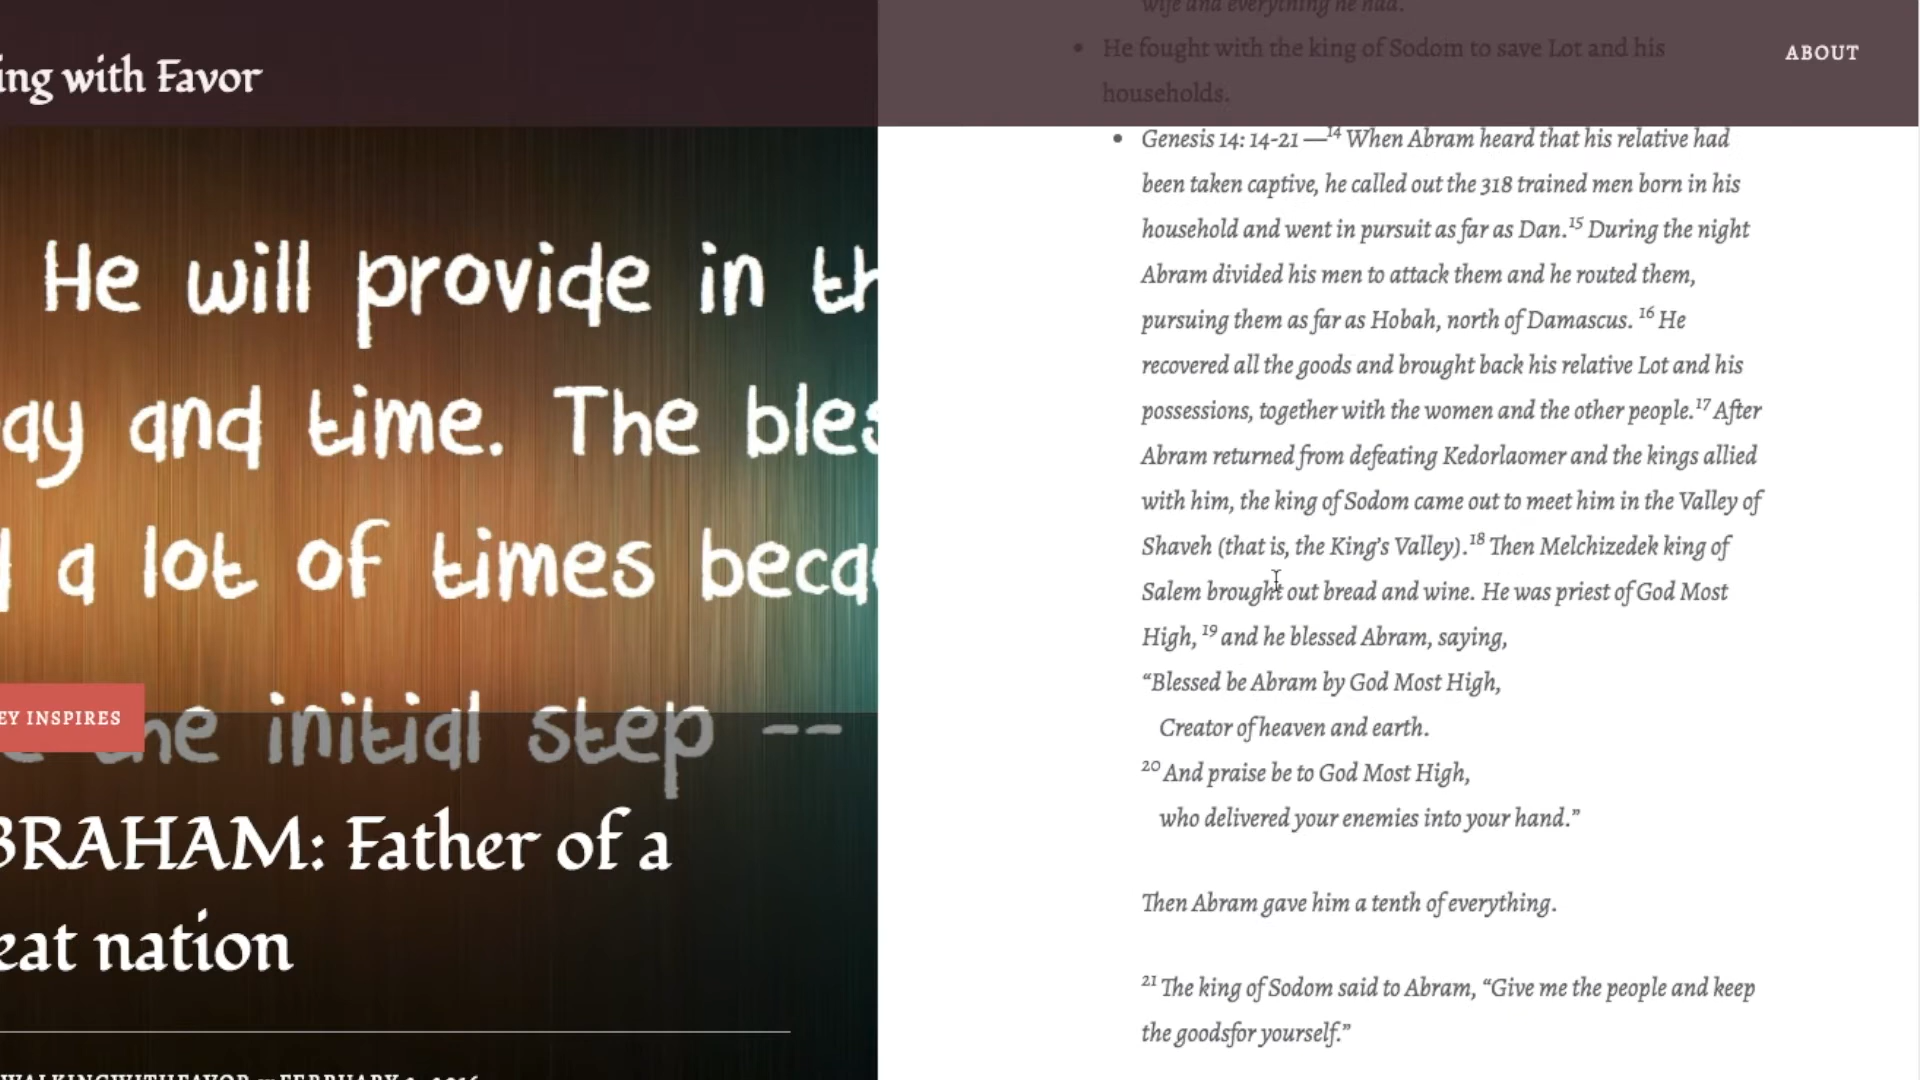 ing with Favor
ABOUT
He will provide in th
ay and time. The bles
a lot of times beca
he initial step --
EY INSPIRES
BRAHAM: Father of a
eat nation
wife and everything he had.
He fought with the king of Sodom to save Lot and his
households.
Genesis 14: 14-21 —14 When Abram heard that his relative had
been taken captive, he called out the 318 trained men born in his
household and went in pursuit as far as Dan.15 During the night
Abram divided his men to attack them and he routed them,
pursuing them as far as Hobah, north of Damascus. 16 He
recovered all the goods and brought back his relative Lot and his
possessions, together with the women and the other people.17 After
Abram returned from defeating Kedorlaomer and the kings allied
with him, the king of Sodom came out to meet him in the Valley of
Shaveh (that is, the King’s Valley).18 Then Melchizedek king of
Salem brought out bread and wine. He was priest of God Most
High, 19 and he blessed Abram, saying,
“Blessed be Abram by God Most High,
Creator of heaven and earth.
20 And praise be to God Most High,
who delivered your enemies into your hand.”
Then Abram gave him a tenth of everything.
21 The king of Sodom said to Abram, “Give me the people and keep
the goodsfor yourself.”